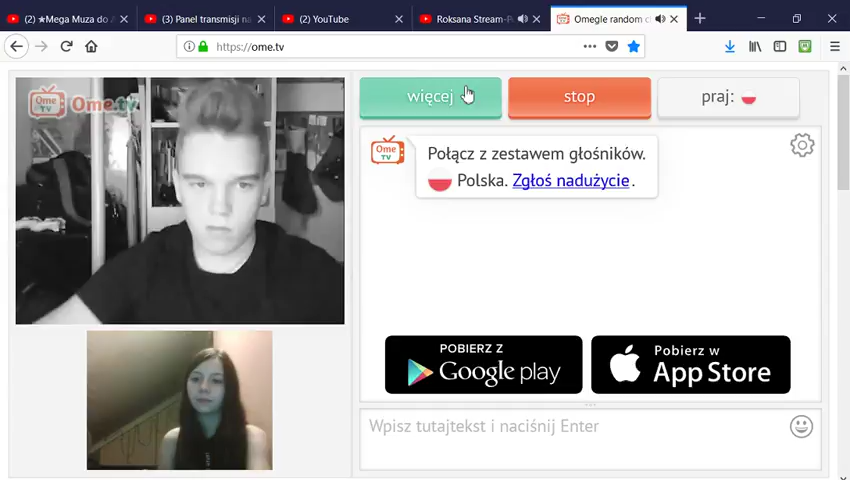 (2) ★Mega Muza do A
(3) Panel transmisji na
(2) YouTube
Roksana Stream-P
Omegle random c
https://ome.tv
Ome.tv
więcej
stop
praj:
Ome TV
Połącz z zestawem głośników.
Polska. Zgłoś nadużycie.
POBIERZ Z
Google play
Pobierz w
App Store
Wpisz tutajtekst i naciśnij Enter